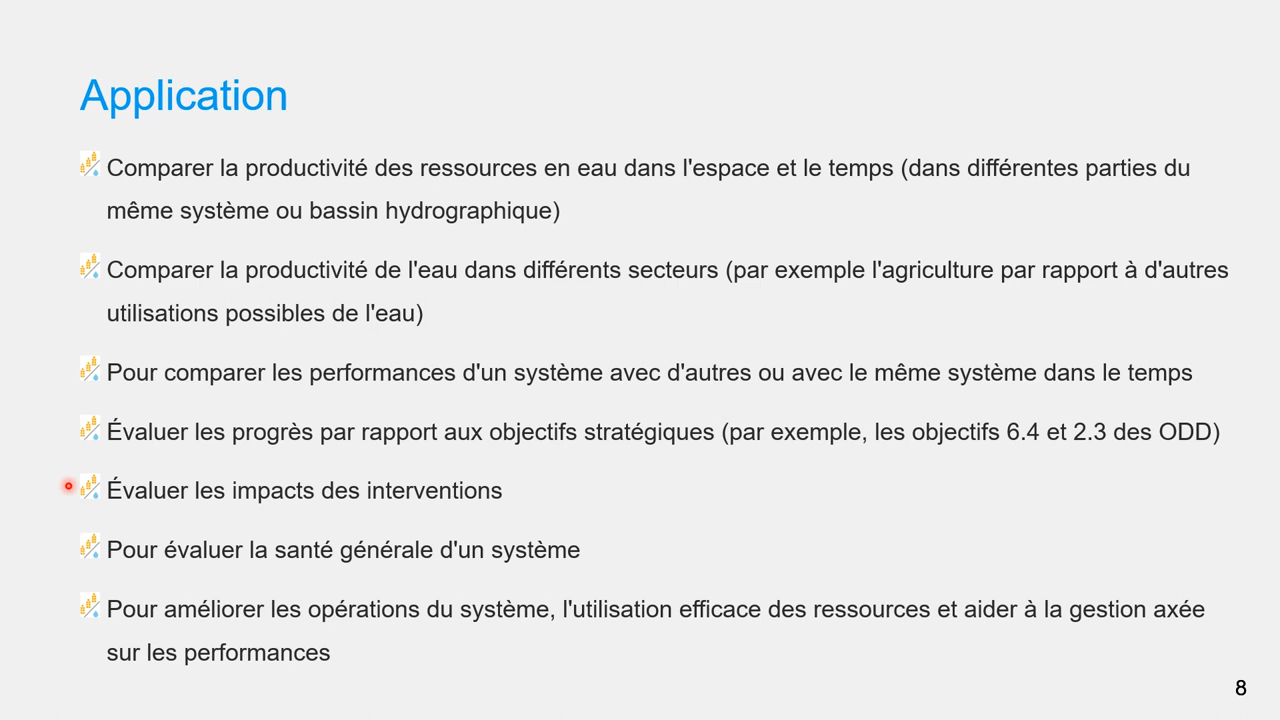 Application
Comparer la productivité des ressources en eau dans l'espace et le temps (dans différentes parties du
même système ou bassin hydrographique)
Comparer la productivité de l'eau dans différents secteurs (par exemple l'agriculture par rapport à d'autres
utilisations possibles de l'eau)
Pour comparer les performances d'un système avec d'autres ou avec le même système dans le temps
Évaluer les progrès par rapport aux objectifs stratégiques (par exemple, les objectifs 6.4 et 2.3 des ODD)
Évaluer les impacts des interventions
Pour évaluer la santé générale d'un système
Pour améliorer les opérations du système, l'utilisation efficace des ressources et aider à la gestion axée
sur les performances
8